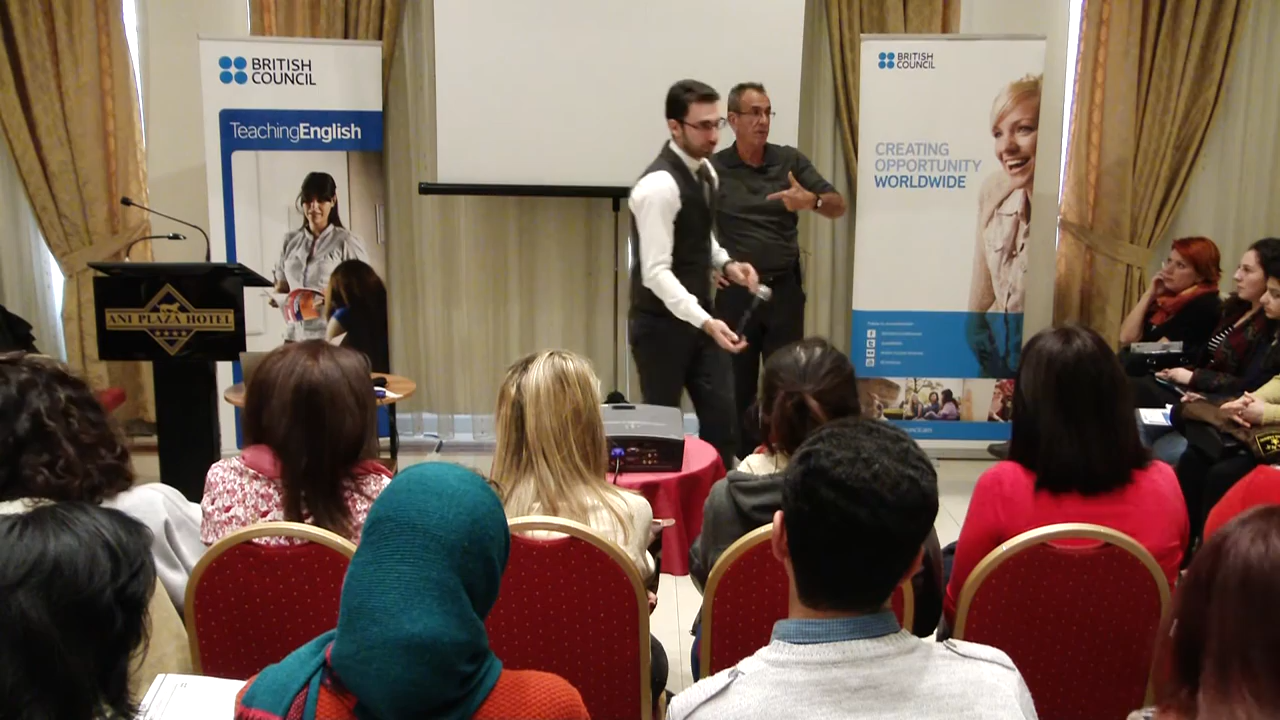 BRITISH
COUNCIL
TeachingEnglish
ANI PLAZA HOTEL
BRITISH
COUNCIL
CREATING
OPPORTUNITY
WORLDWIDE